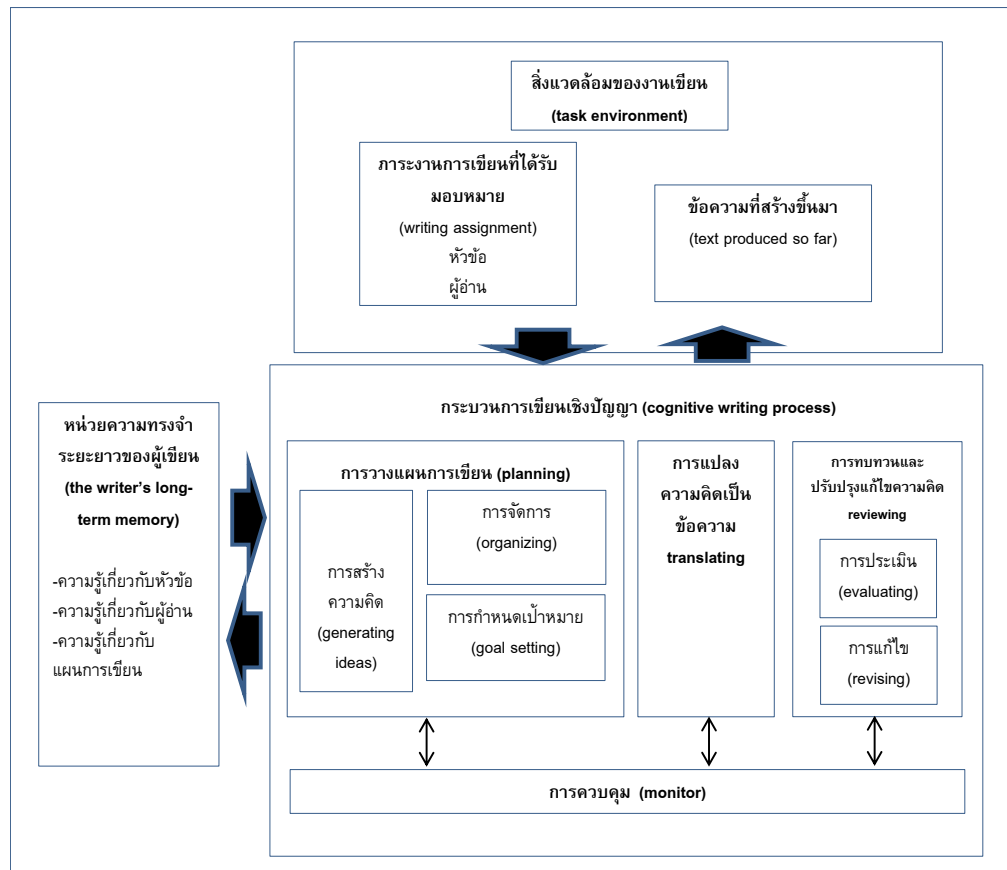 สิ่งแวดล้อมของงานเขียน
(task environment)
ภาระงานการเขียนที่ได้รับ
มอบหมาย
(writing assignment)
หัวข้อ
ผู้อ่าน
ข้อความที่สร้างขึ้นมา
(text produced so far)
หน่วยความทรงจำ
ระยะยาวของผู้เขียน
(the writer’s long-
term memory)
-ความรู้เกี่ยวกับหัวข้อ
-ความรู้เกี่ยวกับผู้อ่าน
-ความรู้เกี่ยวกับ
แผนการเขียน
กระบวนการเขียนเชิงปัญญา (cognitive writing process)
การวางแผนการเขียน (planning)
การสร้าง
ความคิด
(generating
ideas)
การจัดการ
(organizing)
การกำหนดเป้าหมาย
(goal setting)
การแปลง
ความคิดเป็น
ข้อความ
translating
การทบทวนและ
ปรับปรุงแก้ไขความคิด
reviewing
การประเมิน
(evaluating)
การแก้ไข
(revising)
การควบคุม (monitor)